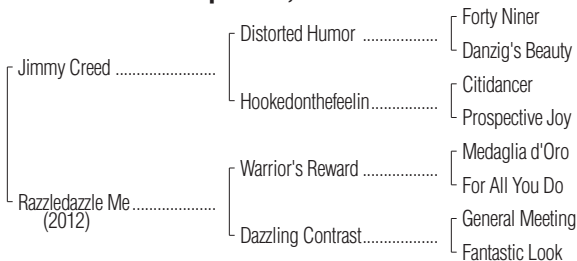 Forty Niner
Distorted Humor ..................
Danzig's Beauty
Jimmy Creed ........................
Citidancer
Hookedonthefeelin................
Prospective Joy
Medaglia d'Oro
Warrior's Reward ..................
For All You Do
Razzledazzle Me....................
(2012)
General Meeting
Dazzling Contrast..................
Fantastic Look